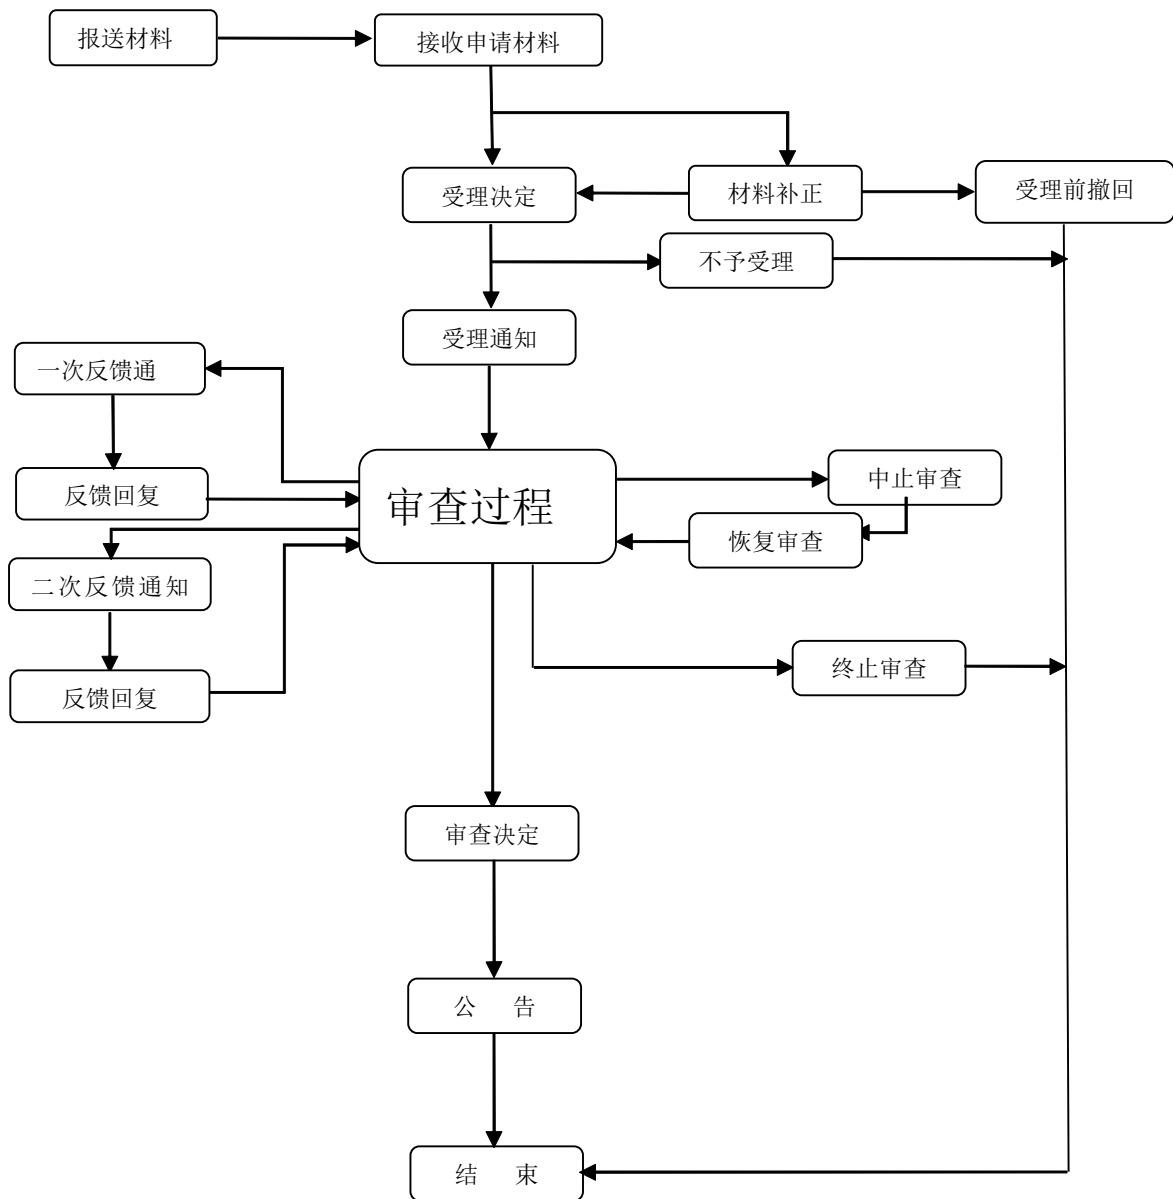 报送材料
接收申请材料
受理决定
材料补正
受理前撤回
不予受理
受理通知
一次反馈通
反馈回复
审查过程
中止审查
恢复审查
二次反馈通知
反馈回复
终止审查
审查决定
公 告
结 束